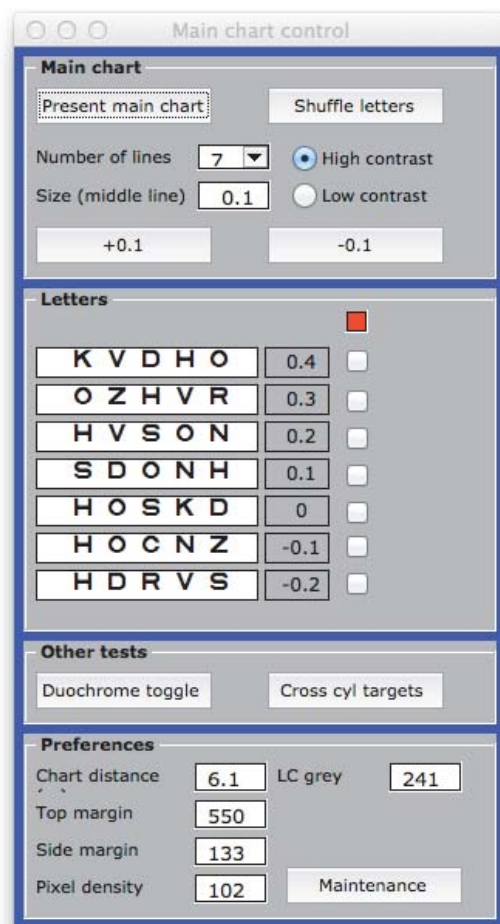 Main chart control
Main chart
Present main chart Shuffle letters
Number of lines 7 High contrast
Size (middle line) 0.1 Low contrast
+0.1 -0.1
Letters
K V D H O 0.4
O Z H V R 0.3
H V S O N 0.2
S D O N H 0.1
H O S K D 0
H O C N Z -0.1
H D R V S -0.2
Other tests
Duochrome toggle Cross cyl targets
Preferences
Chart distance 6.1 LC grey 241
Top margin 550
Side margin 133
Pixel density 102 Maintenance